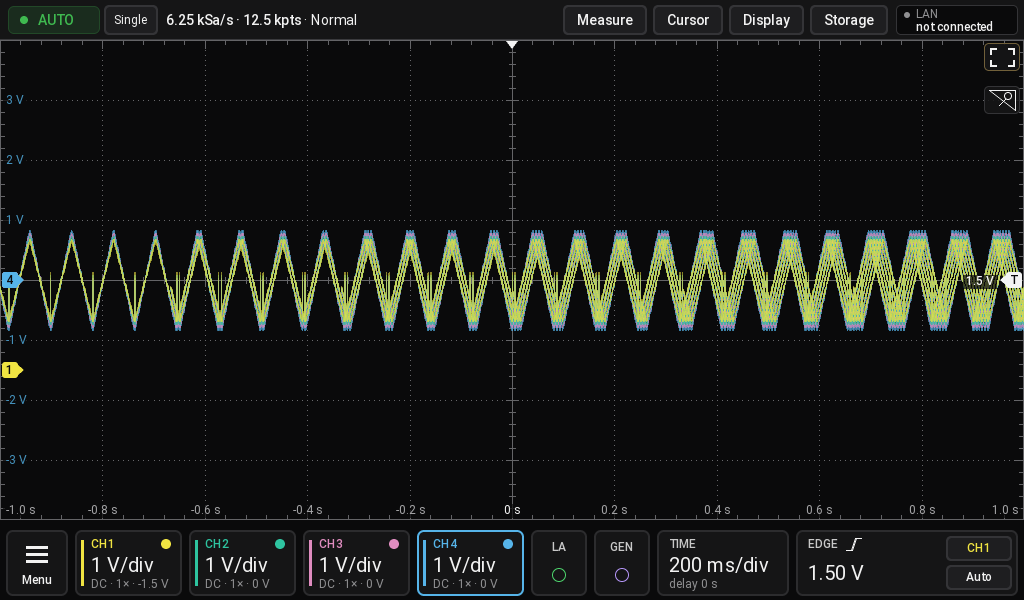 AUTO
Single
6.25 kSa/s · 12.5 kpts · Normal
Measure
Cursor
Display
Storage
LAN
not connected
3 V
2 V
1 V
4
1.5 V
T
-1 V
1
-2 V
-3 V
-1.0 s
-0.8 s
-0.6 s
-0.4 s
-0.2 s
0 s
0.2 s
0.4 s
0.6 s
0.8 s
1.0 s
Menu
CH1
1 V/div
DC · 1× · -1.5 V
CH2
1 V/div
DC · 1× · 0 V
CH3
1 V/div
DC · 1× · 0 V
CH4
1 V/div
DC · 1× · 0 V
LA
GEN
TIME
200 ms/div
delay 0 s
EDGE
1.50 V
CH1
Auto